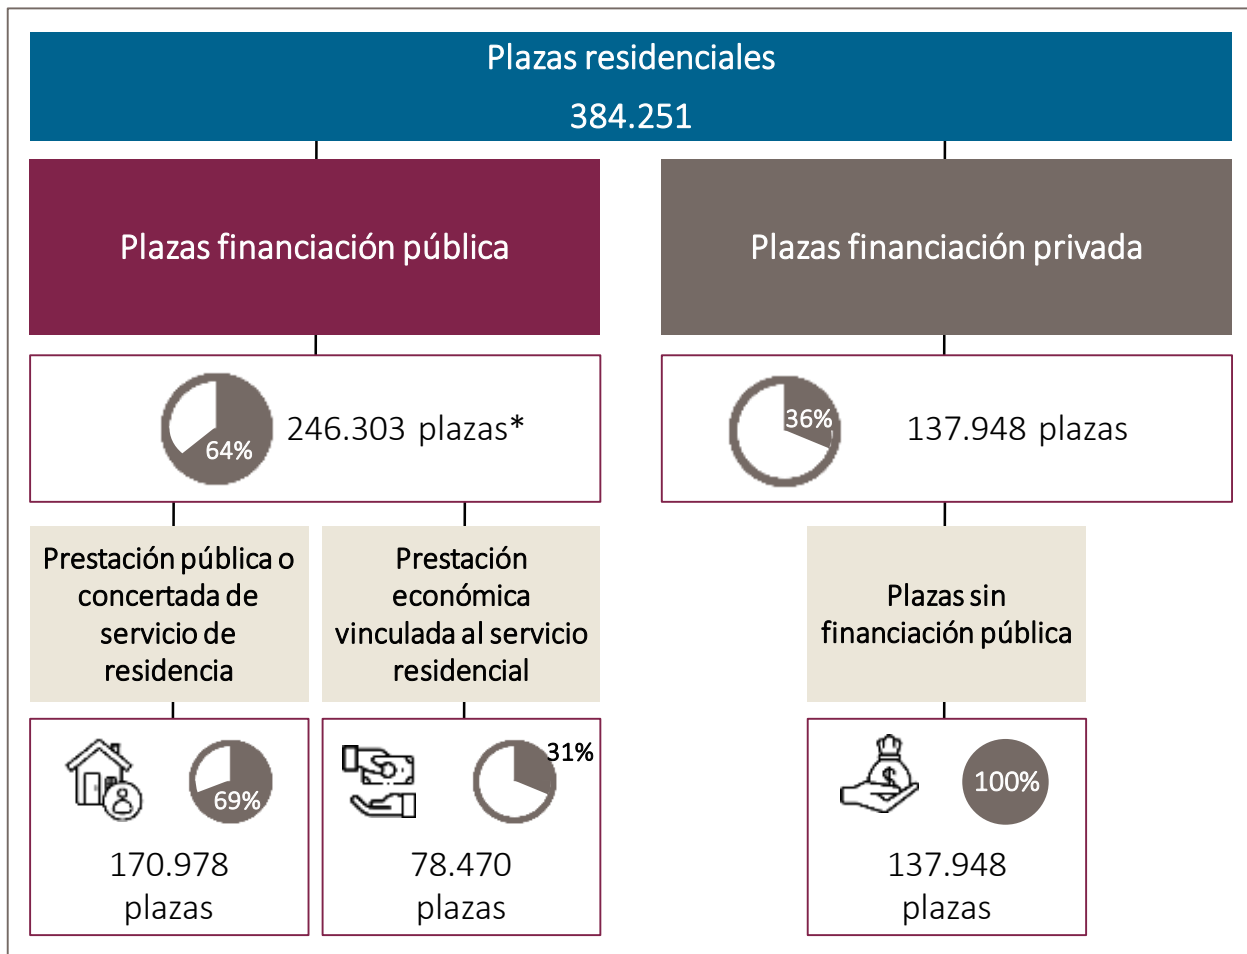 Plazas residenciales
384.251
Plazas financiación pública
Plazas financiación privada
64%
246.303 plazas*
36%
137.948 plazas
Prestación pública o
concertada de
servicio de
residencia
Prestación
económica
vinculada al servicio
residencial
Plazas sin
financiación pública
69%
170.978
plazas
31%
78.470
plazas
$
100%
137.948
plazas